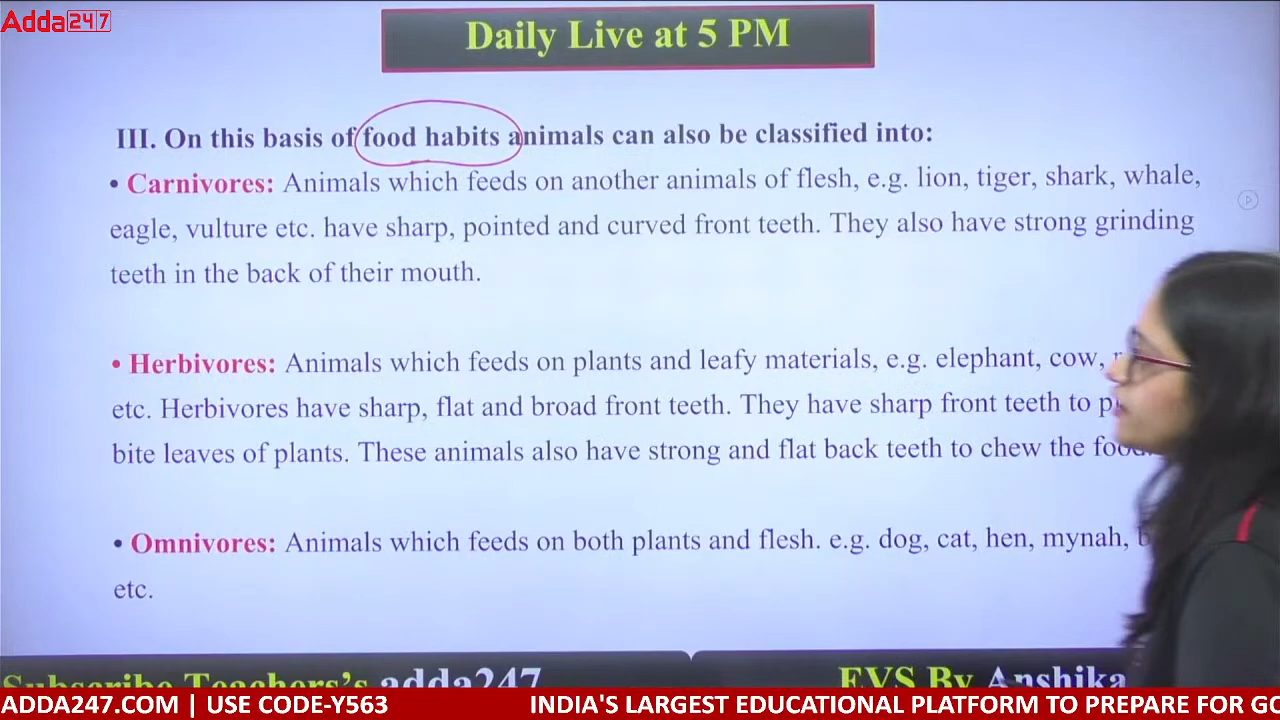 Adda247
Daily Live at 5 PM
III. On this basis of food habits animals can also be classified into:
• Carnivores: Animals which feeds on another animals of flesh, e.g. lion, tiger, shark, whale,
eagle, vulture etc. have sharp, pointed and curved front teeth. They also have strong grinding
teeth in the back of their mouth.
• Herbivores: Animals which feeds on plants and leafy materials, e.g. elephant, cow,
etc. Herbivores have sharp, flat and broad front teeth. They have sharp front teeth to
bite leaves of plants. These animals also have strong and flat back teeth to chew the food.
• Omnivores: Animals which feeds on both plants and flesh. e.g. dog, cat, hen, mynah,
etc.
Subscribe Teachers's adda247
EVS By Anshika
ADDA247.COM | USE CODE-Y563
INDIA'S LARGEST EDUCATIONAL PLATFORM TO PREPARE FOR